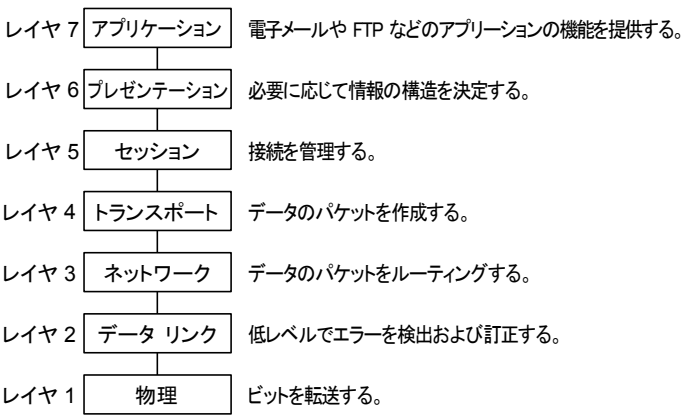 レイヤ 7 アプリケーション 電子メールや FTP などのアプリーションの機能を提供する。
レイヤ 6 プレゼンテーション 必要に応じて情報の構造を決定する。
レイヤ 5 セッション 接続を管理する。
レイヤ 4 トランスポート データのパケットを作成する。
レイヤ 3 ネットワーク データのパケットをルーティングする。
レイヤ 2 データ リンク 低レベルでエラーを検出および訂正する。
レイヤ 1 物理 ビットを転送する。